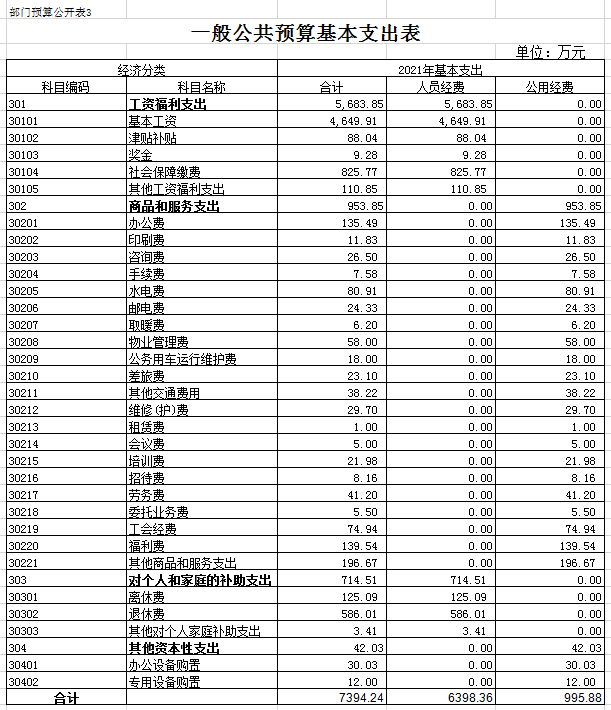 部门预算公开表3
一般公共预算基本支出表
单位：万元
经济分类 2021年基本支出
科目编码 科目名称 合计 人员经费 公用经费
301 工资福利支出 5,683.85 5,683.85 0.00
30101 基本工资 4,649.91 4,649.91 0.00
30102 津贴补贴 88.04 88.04 0.00
30103 奖金 9.28 9.28 0.00
30104 社会保障缴费 825.77 825.77 0.00
30105 其他工资福利支出 110.85 110.85 0.00
302 商品和服务支出 953.85 0.00 953.85
30201 办公费 135.49 0.00 135.49
30202 印刷费 11.83 0.00 11.83
30203 咨询费 26.50 0.00 26.50
30204 手续费 7.58 0.00 7.58
30205 水电费 80.91 0.00 80.91
30206 邮电费 24.33 0.00 24.33
30207 取暖费 6.20 0.00 6.20
30208 物业管理费 58.00 0.00 58.00
30209 公务用车运行维护费 18.00 0.00 18.00
30210 差旅费 23.10 0.00 23.10
30211 其他交通费用 38.22 0.00 38.22
30212 维修(护)费 29.70 0.00 29.70
30213 租赁费 1.00 0.00 1.00
30214 会议费 5.00 0.00 5.00
30215 培训费 21.98 0.00 21.98
30216 招待费 8.16 0.00 8.16
30217 劳务费 41.20 0.00 41.20
30218 委托业务费 5.50 0.00 5.50
30219 工会经费 74.94 0.00 74.94
30220 福利费 139.54 0.00 139.54
30221 其他商品和服务支出 196.67 0.00 196.67
303 对个人和家庭的补助支出 714.51 714.51 0.00
30301 离休费 125.09 125.09 0.00
30302 退休费 586.01 586.01 0.00
30303 其他对个人家庭补助支出 3.41 3.41 0.00
304 其他资本性支出 42.03 0.00 42.03
30401 办公设备购置 30.03 0.00 30.03
30402 专用设备购置 12.00 0.00 12.00
合计 7394.24 6398.36 995.88